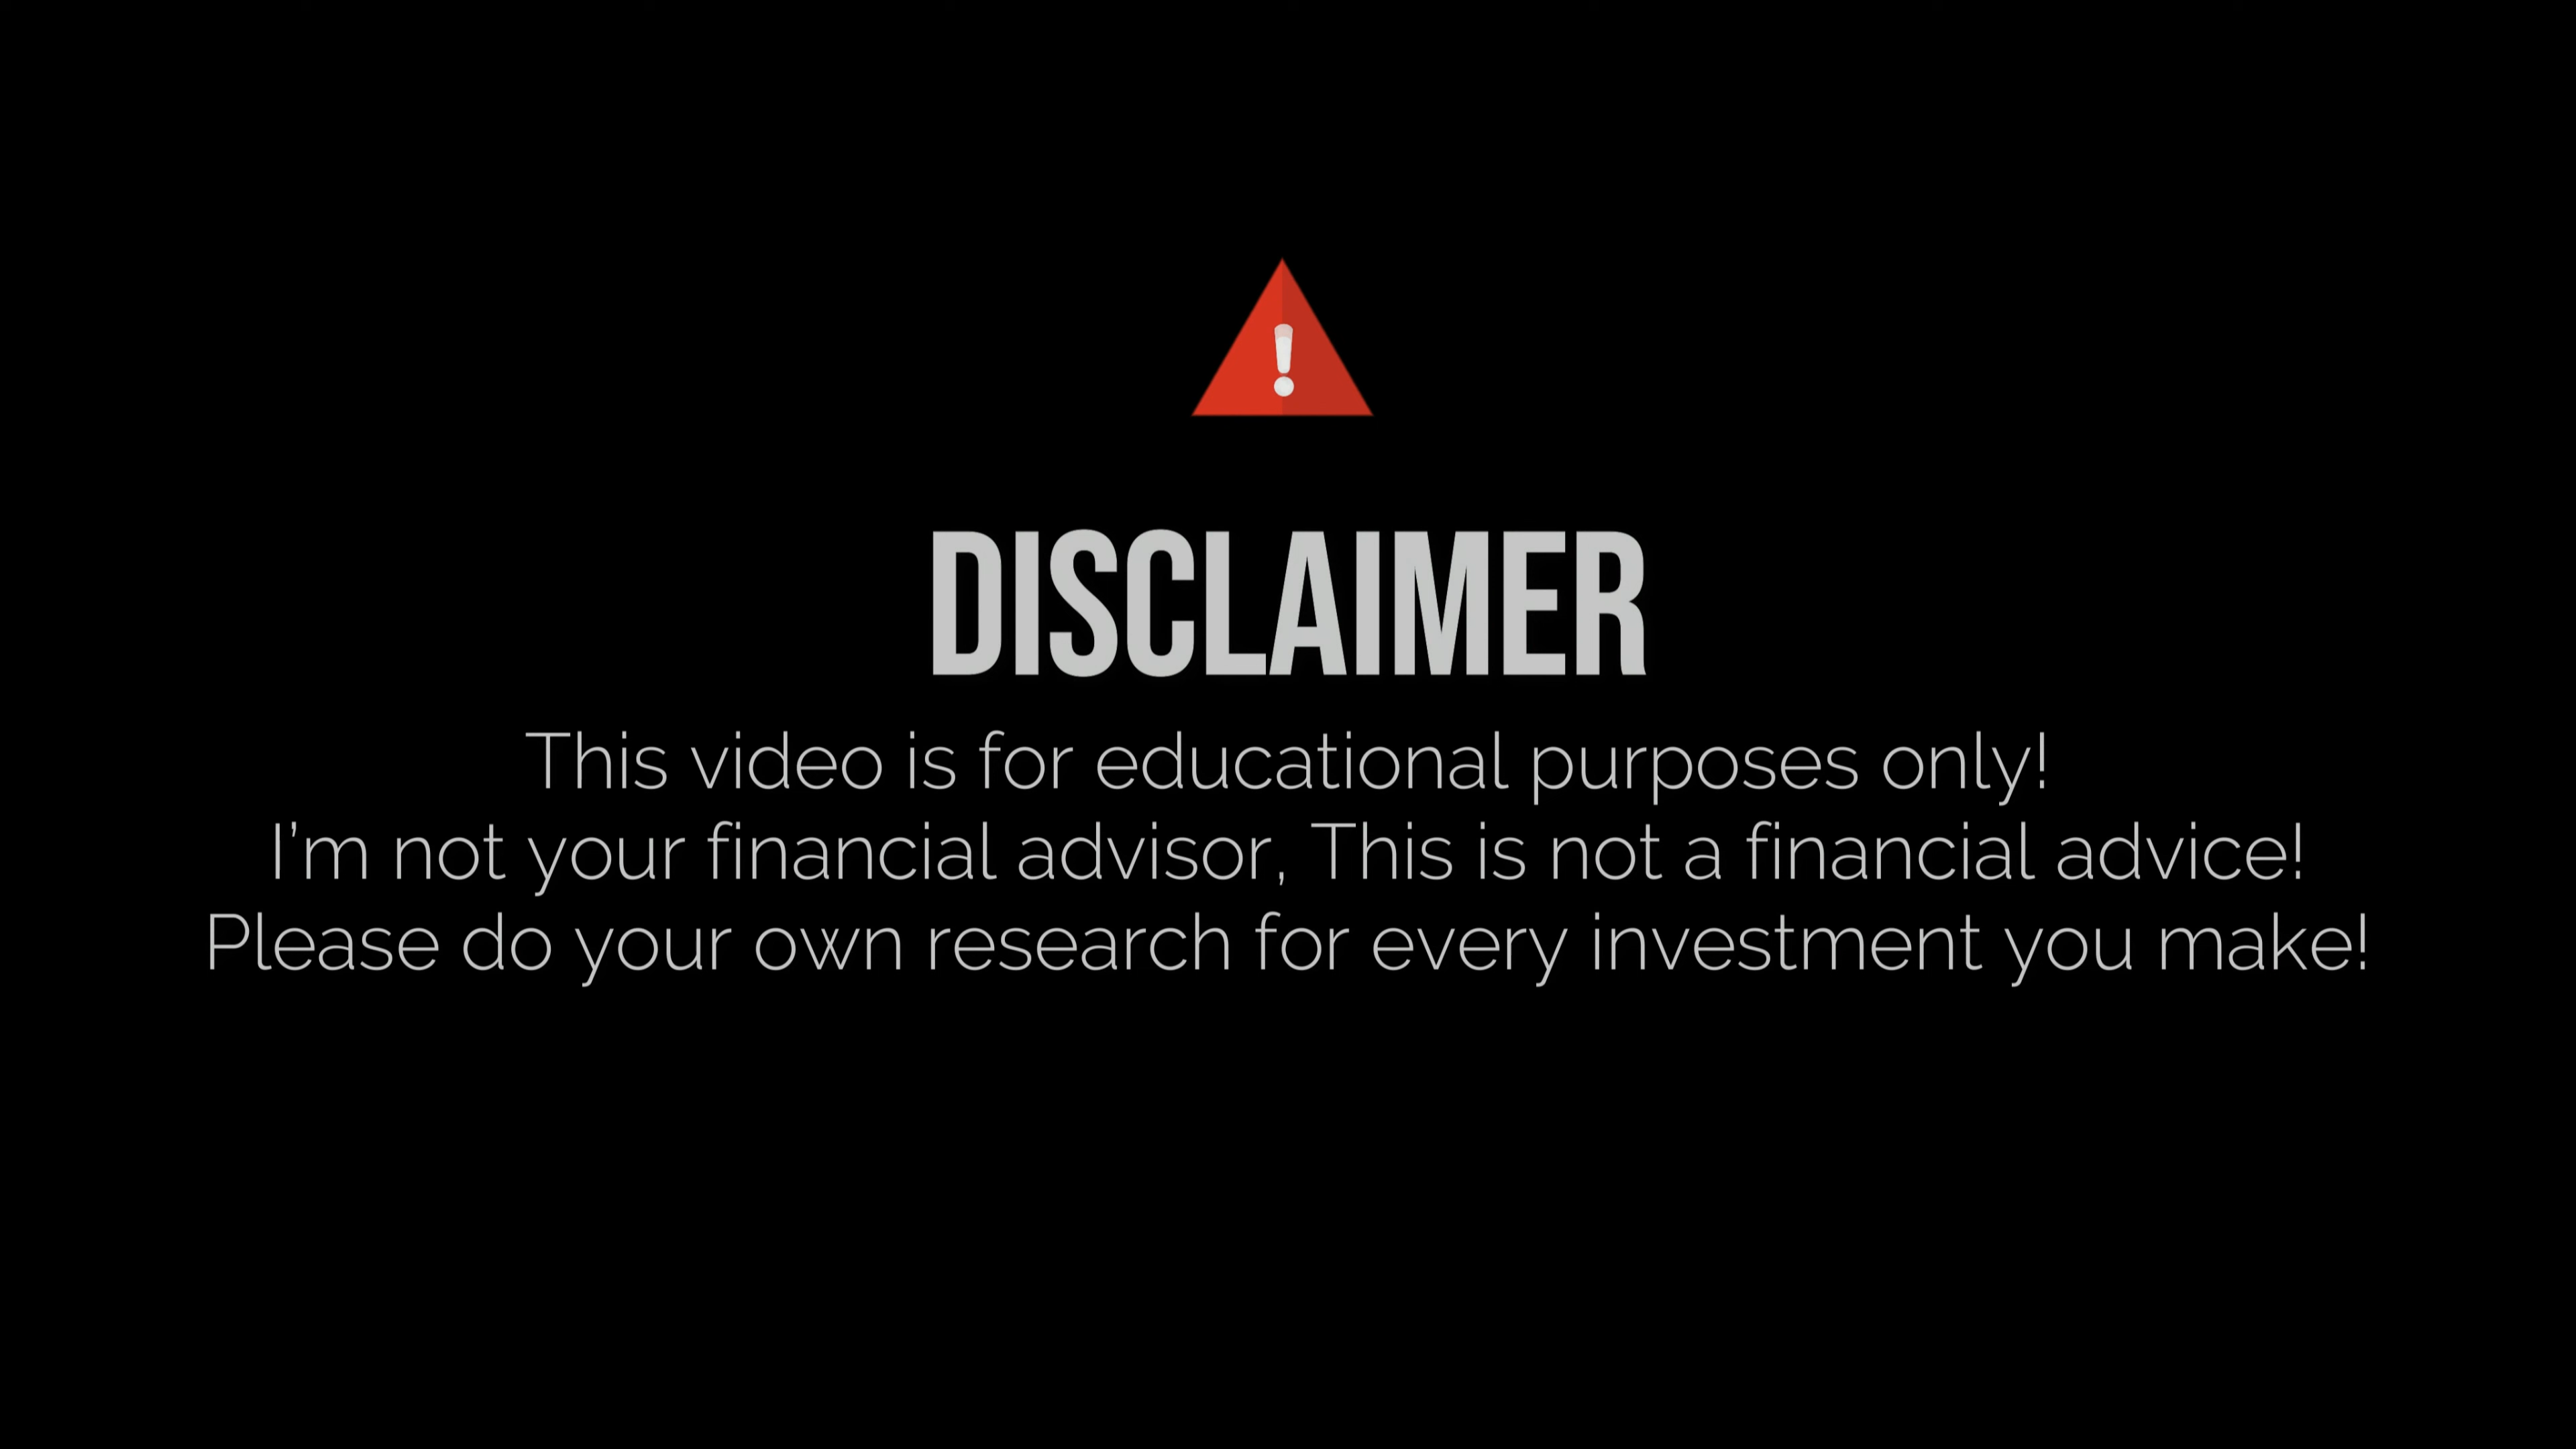 !
DISCLAIMER
This video is for educational purposes only!
I'm not your financial advisor, This is not a financial advice!
Please do your own research for every investment you make!